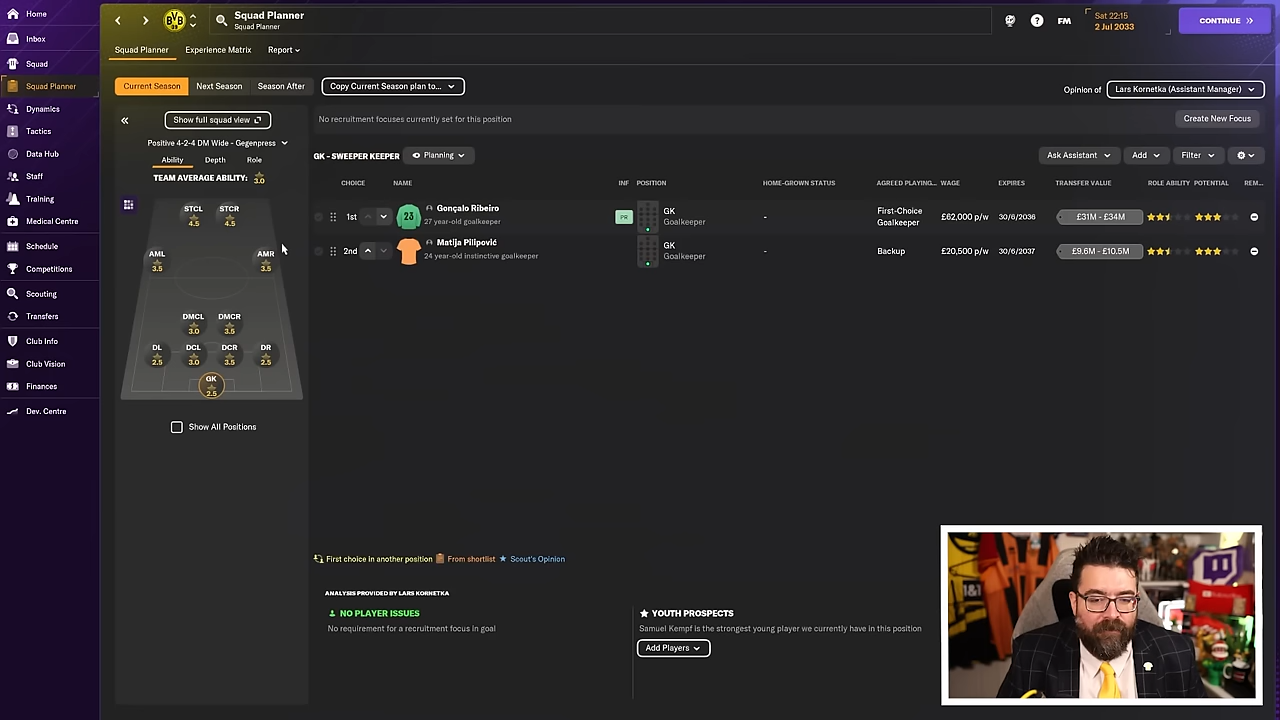 Home
Inbox
Squad
Squad Planner
Dynamics
Tactics
Data Hub
Staff
Training
Medical Centre
Schedule
Competitions
Scouting
Transfers
Club Info
Club Vision
Finances
Dev. Centre
BVB
09
Squad Planner
Squad Planner
?
FM
Sat 22:15
2 Jul 2033
CONTINUE
Squad Planner
Experience Matrix
Report
Current Season
Next Season
Season After
Copy Current Season plan to...
Opinion of
Lars Kornetka (Assistant Manager)
Show full squad view
Positive 4-2-4 DM Wide - Gegenpress
Ability
Depth
Role
TEAM AVERAGE ABILITY:
3.0
STCL
4.5
STCR
4.5
AML
3.5
AMR
3.5
DMCL
3.0
DMCR
3.5
DL
2.5
DCL
3.0
DCR
3.5
DR
2.5
GK
2.5
Show All Positions
No recruitment focuses currently set for this position
Create New Focus
GK - SWEEPER KEEPER
Planning
Ask Assistant
Add
Filter
CHOICE
NAME
INF
POSITION
HOME-GROWN STATUS
AGREED PLAYING...
WAGE
EXPIRES
TRANSFER VALUE
ROLE ABILITY
POTENTIAL
REM...
1st
23
Gonçalo Ribeiro
27 year-old goalkeeper
PR
GK
Goalkeeper
-
First-Choice
Goalkeeper
£62,000 p/w
30/6/2036
£31M - £34M
2nd
Matija Pilipović
24 year-old instinctive goalkeeper
GK
Goalkeeper
-
Backup
£20,500 p/w
30/6/2037
£9.6M - £10.5M
First choice in another position
From shortlist
Scout's Opinion
ANALYSIS PROVIDED BY LARS KORNETKA
NO PLAYER ISSUES
No requirement for a recruitment focus in goal
YOUTH PROSPECTS
Samuel Kempf is the strongest young player we currently have in this position
Add Players
1&1